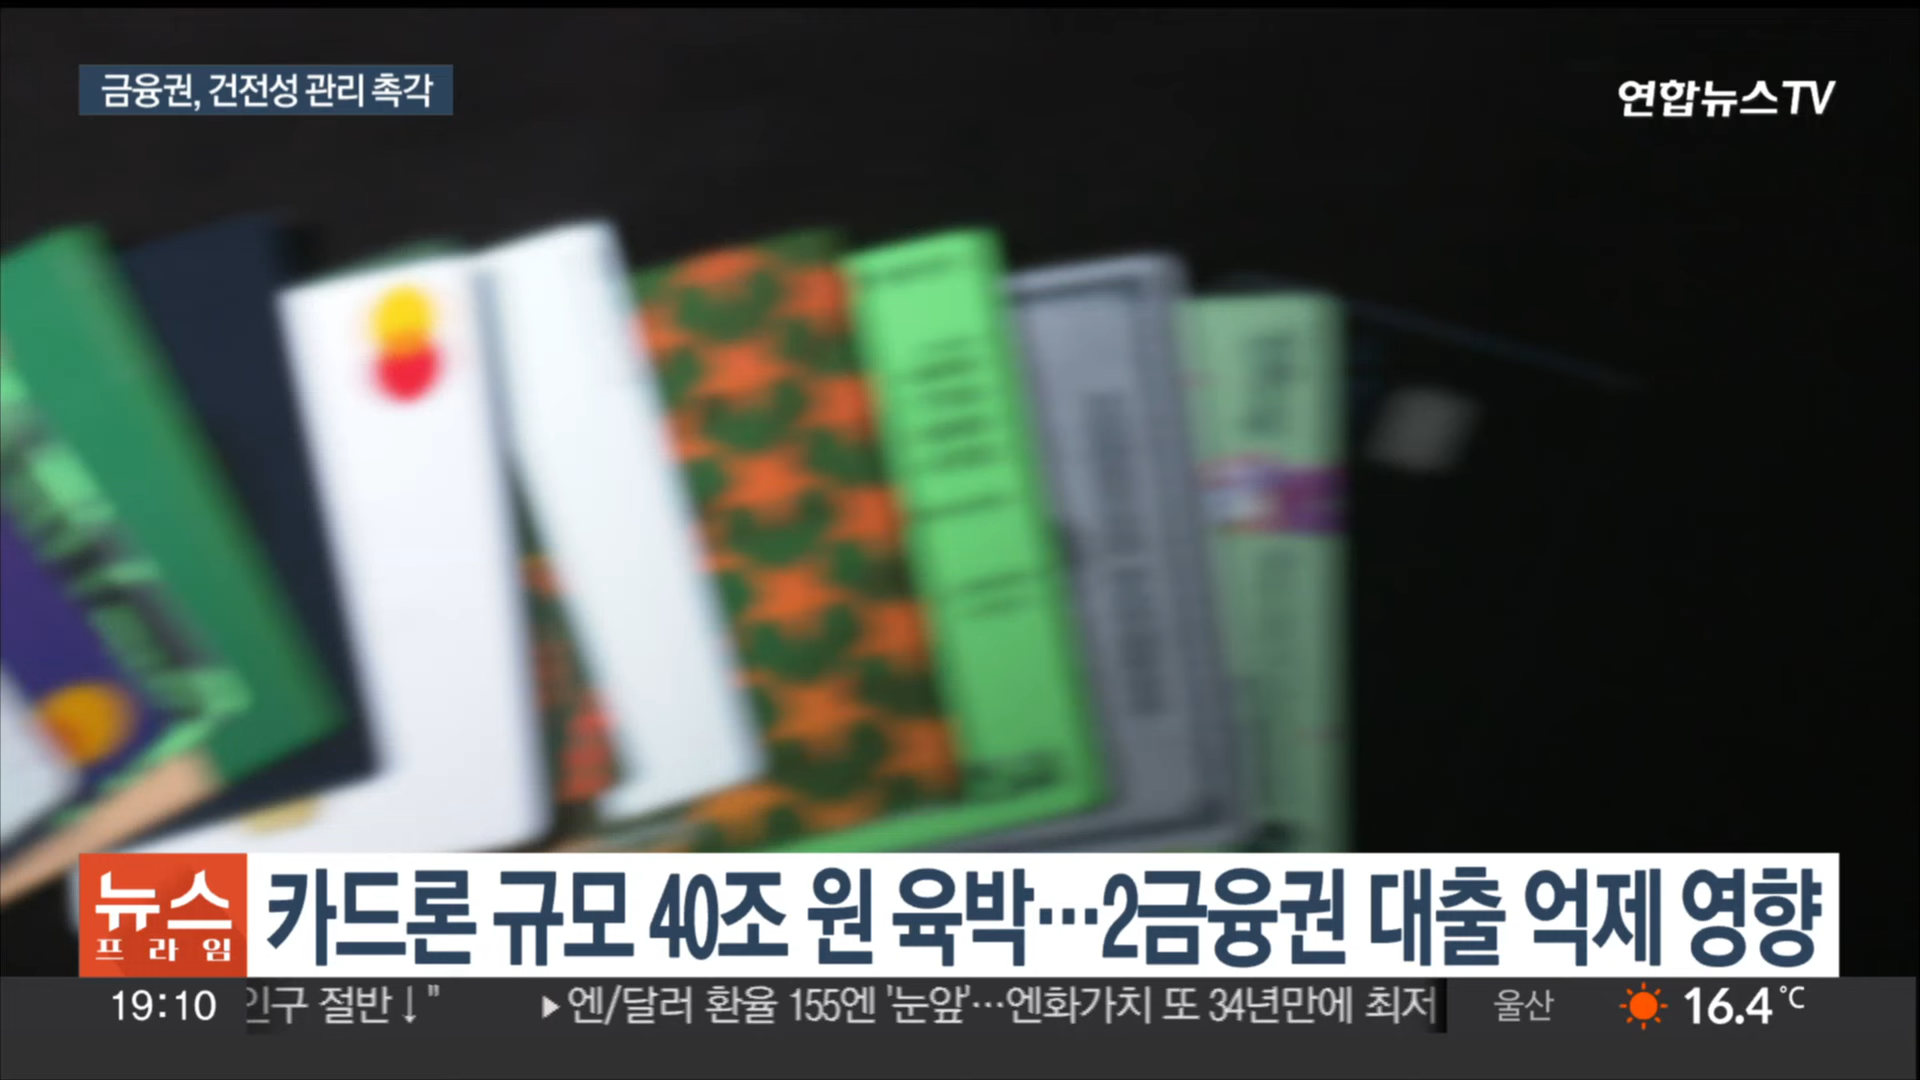 금융권, 건전성 관리 촉각
연합뉴스TV
뉴스
프라임
카드론 규모 40조 원 육박…2금융권 대출 억제 영향
19:10
인구 절반↓”
▶엔/달러 환율 155엔 '눈앞'…엔화가치 또 34년만에 최저
울산
16.4℃